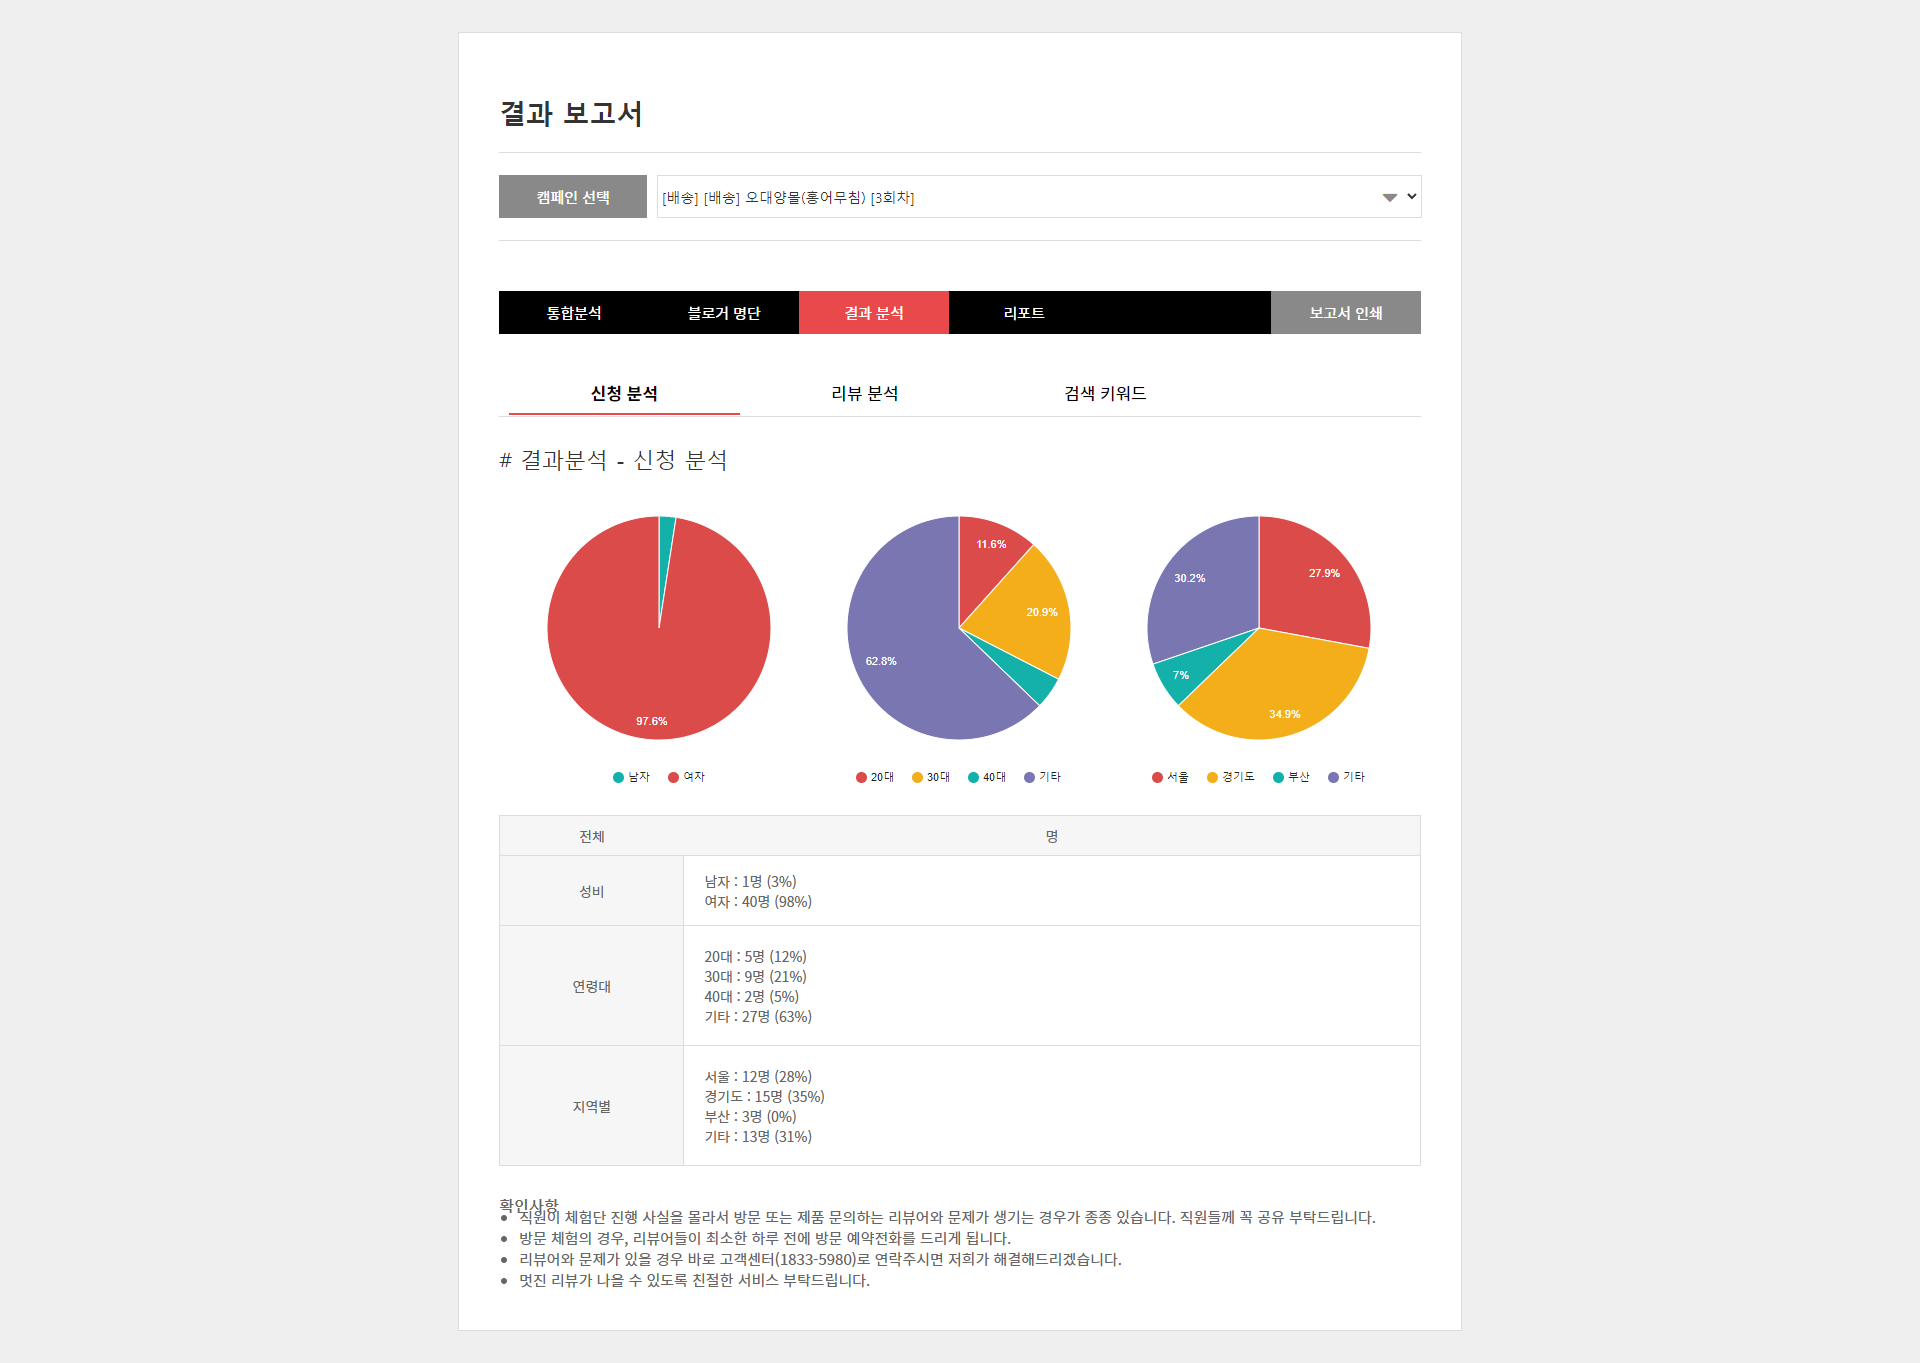 결과 보고서
캠페인 선택
[배송] [배송] 오대양몰(홍어무침) [3회차]
통합분석 블로거 명단 결과 분석 리포트 보고서 인쇄
신청 분석 리뷰 분석 검색 키워드
# 결과분석 - 신청 분석
97.6%
남자 여자
11.6%
20.9%
62.8%
20대 30대 40대 기타
27.9%
30.2%
7%
34.9%
서울 경기도 부산 기타
전체 명
성비
남자 : 1명 (3%)
여자 : 40명 (98%)
연령대
20대 : 5명 (12%)
30대 : 9명 (21%)
40대 : 2명 (5%)
기타 : 27명 (63%)
지역별
서울 : 12명 (28%)
경기도 : 15명 (35%)
부산 : 3명 (0%)
기타 : 13명 (31%)
확인사항
직원이 체험단 진행 사실을 몰라서 방문 또는 제품 문의하는 리뷰어와 문제가 생기는 경우가 종종 있습니다. 직원들께 꼭 공유 부탁드립니다.
방문 체험의 경우, 리뷰어들이 최소한 하루 전에 방문 예약전화를 드리게 됩니다.
리뷰어와 문제가 있을 경우 바로 고객센터(1833-5980)로 연락주시면 저희가 해결해드리겠습니다.
멋진 리뷰가 나올 수 있도록 친절한 서비스 부탁드립니다.